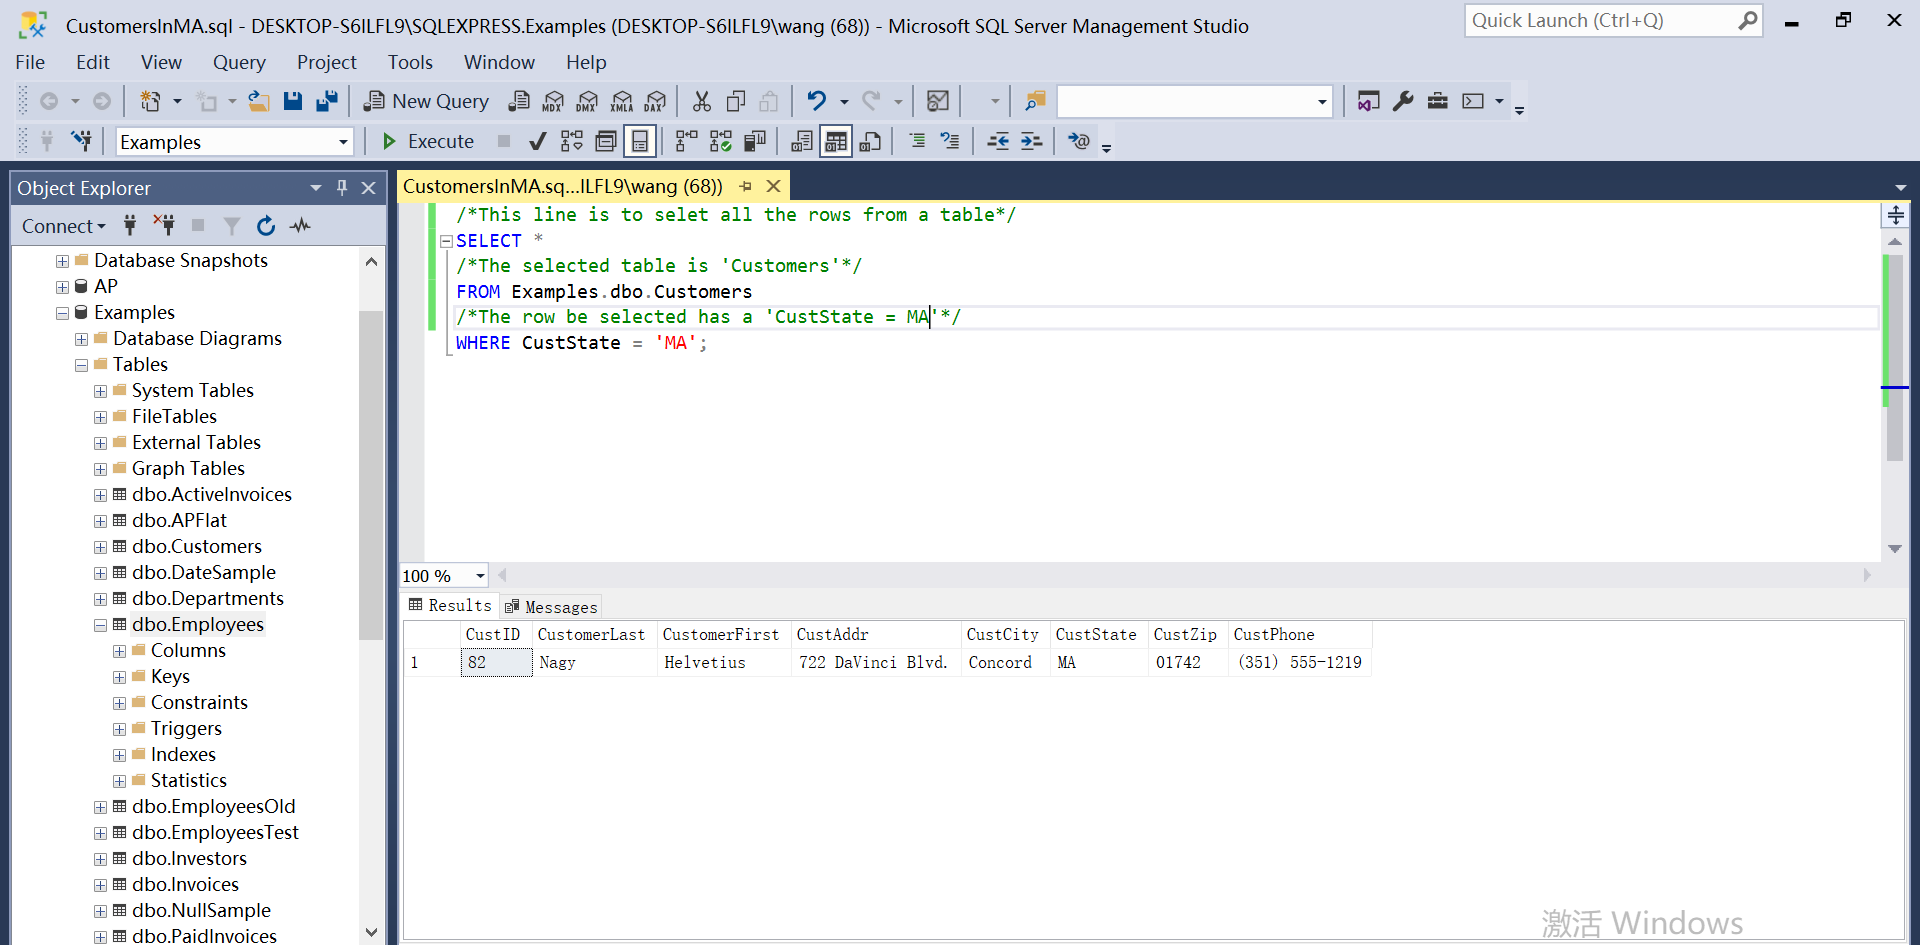 CustomersInMA.sql - DESKTOP-S6ILFL9\SQLEXPRESS.Examples (DESKTOP-S6ILFL9\wang (68)) - Microsoft SQL Server Management Studio
Quick Launch (Ctrl+Q)
File Edit View Query Project Tools Window Help
New Query MDX DMX XMLA DAX
Examples Execute
Object Explorer
CustomersInMA.sq...ILFL9\wang (68))
Connect
Database Snapshots
AP
Examples
Database Diagrams
Tables
System Tables
FileTables
External Tables
Graph Tables
dbo.ActiveInvoices
dbo.APFlat
dbo.Customers
dbo.DateSample
dbo.Departments
dbo.Employees
Columns
Keys
Constraints
Triggers
Indexes
Statistics
dbo.EmployeesOld
dbo.EmployeesTest
dbo.Investors
dbo.Invoices
dbo.NullSample
dbo.PaidInvoices
/*This line is to selet all the rows from a table*/
SELECT *
/*The selected table is 'Customers'*/
FROM Examples.dbo.Customers
/*The row be selected has a 'CustState = MA'*/
WHERE CustState = 'MA';
100 %
Results Messages
CustID CustomerLast CustomerFirst CustAddr CustCity CustState CustZip CustPhone
1 82 Nagy Helvetius 722 DaVinci Blvd. Concord MA 01742 (351) 555-1219
激活 Windows